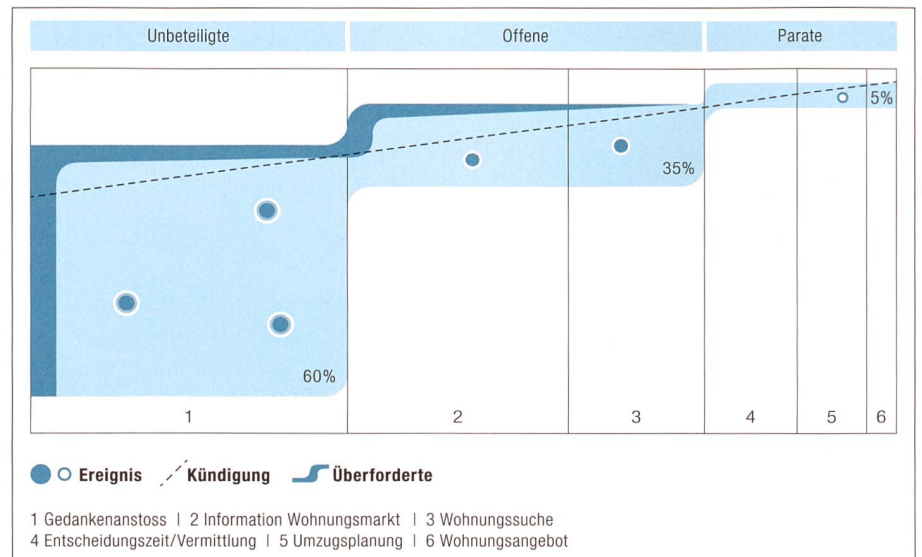 Unbeteiligte Offene Parate
5%
35%
60%
1 2 3 4 5 6
Ereignis Kündigung Überforderte
1 Gedankenanstoss | 2 Information Wohnungsmarkt | 3 Wohnungssuche
4 Entscheidungszeit/Vermittlung | 5 Umzugsplanung | 6 Wohnungsangebot